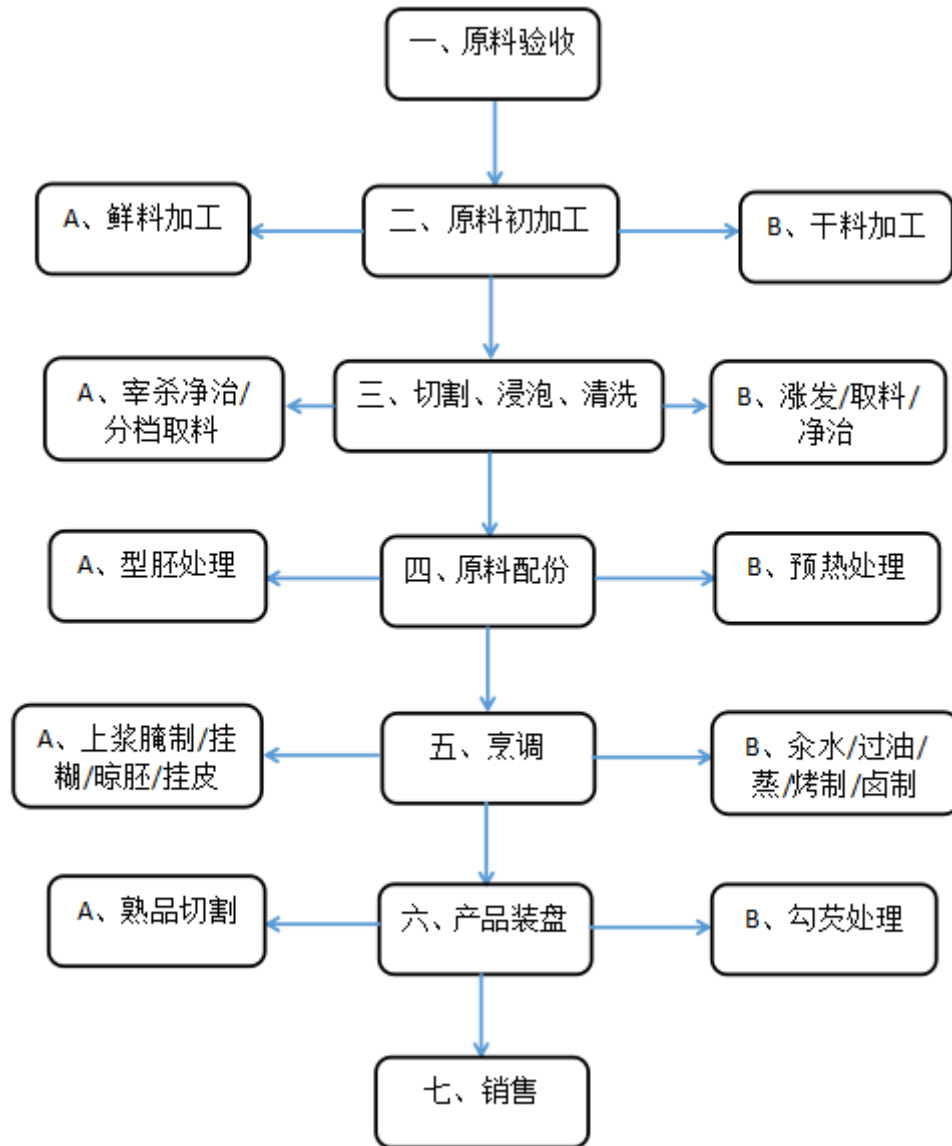 一、原料验收
A、鲜料加工
二、原料初加工
B、干料加工
A、宰杀净治/
分档取料
三、切割、浸泡、清洗
B、涨发/取料/
净治
A、型胚处理
四、原料配份
B、预热处理
A、上浆腌制/挂
糊/晾胚/挂皮
五、烹调
B、汆水/过油/
蒸/烤制/卤制
A、熟品切割
六、产品装盘
B、勾芡处理
七、销售